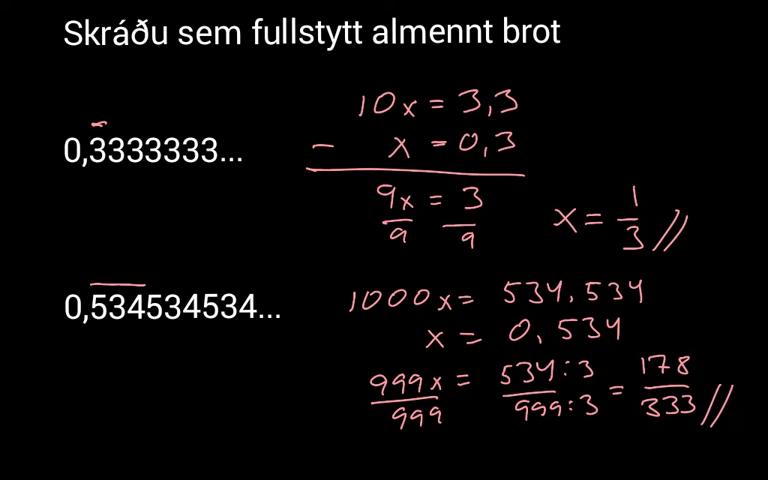 Skráðu sem fullstytt almennt brot
0,3333333...
10x = 3,3
- x = 0,3
9x/9 = 3/9
x = 1/3 //
0,534534534...
1000x = 534,534
x = 0,534
999x/999 = 534:3/999:3 = 178/333 //